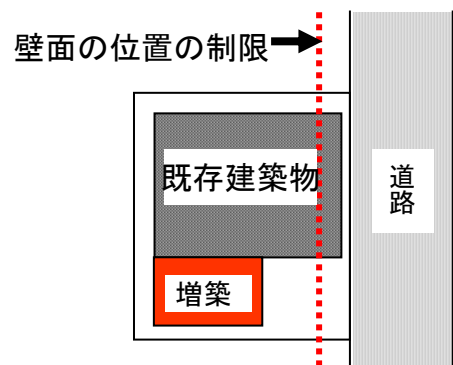 壁面の位置の制限
既存建築物
道路
増築